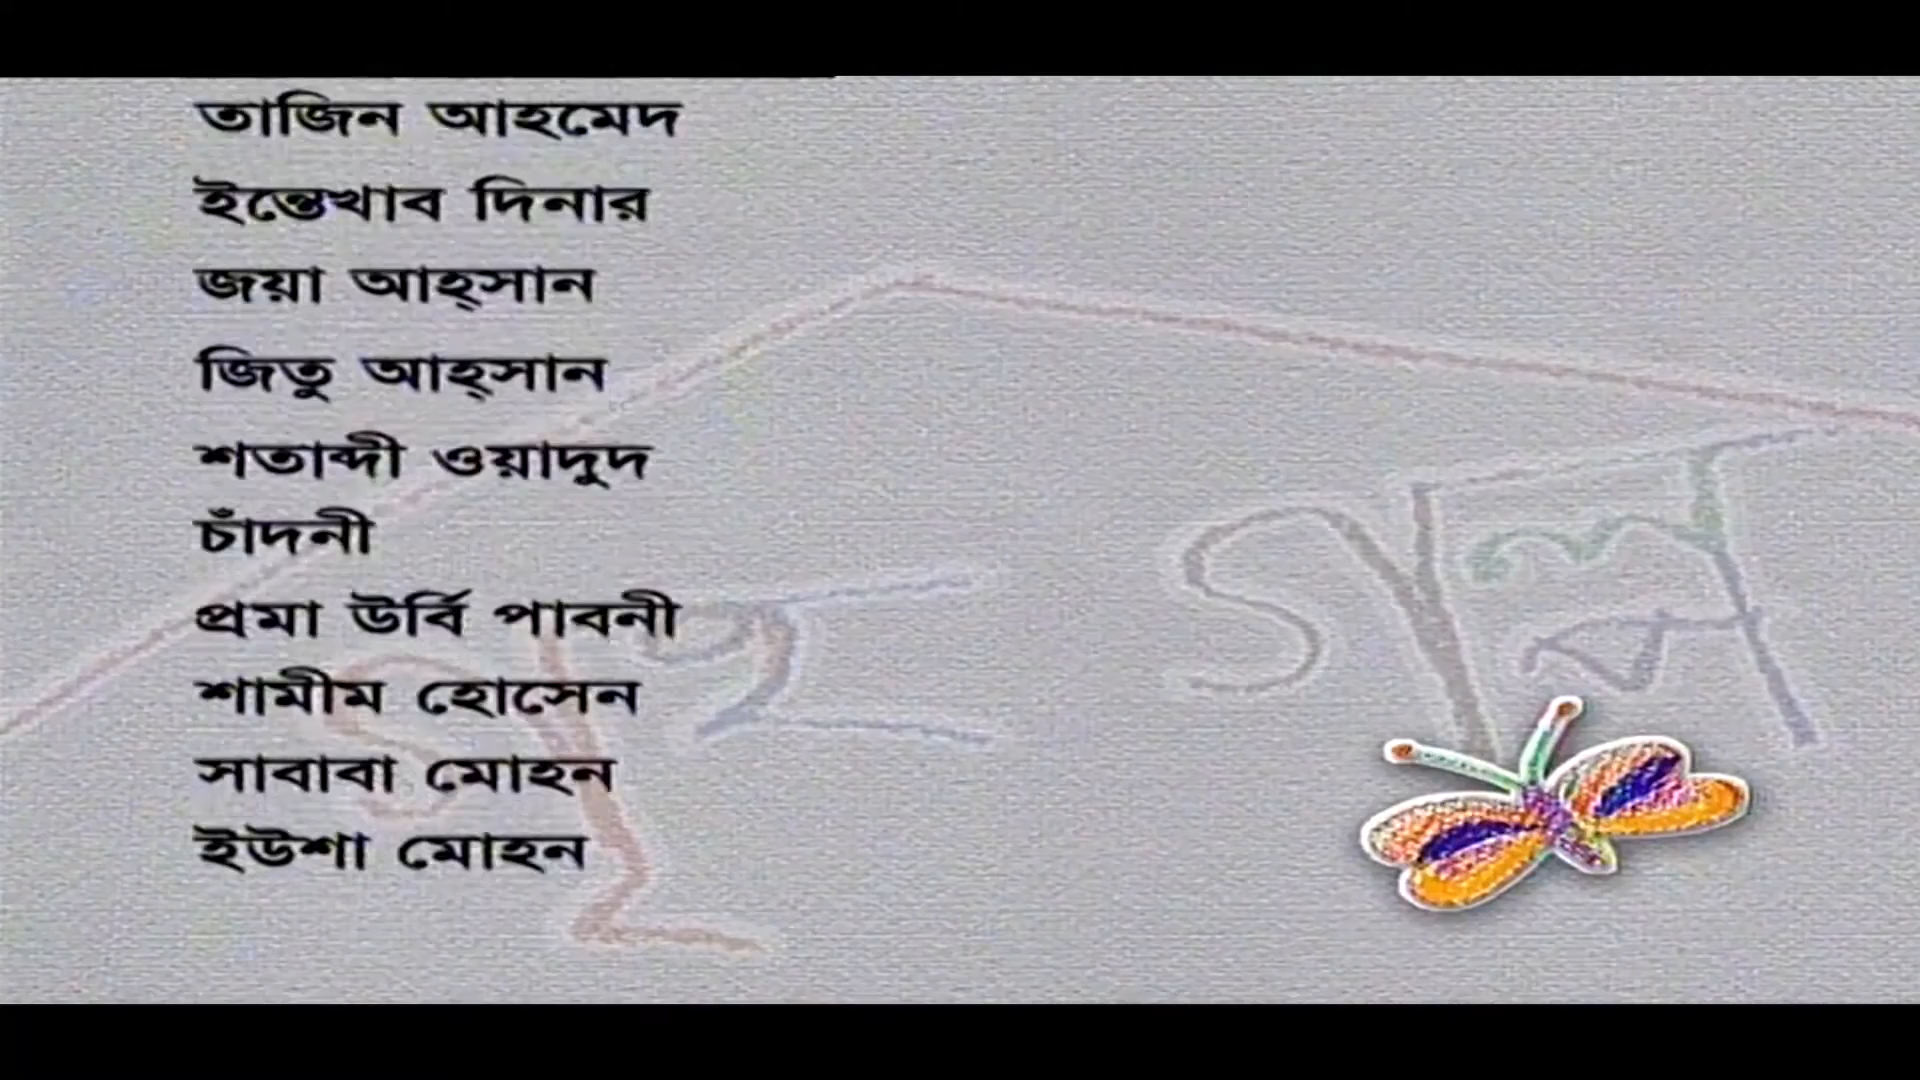 তাজিন আহমেদ
ইন্তেখাব দিনার
জয়া আহ্সান
জিতু আহ্সান
শতাব্দী ওয়াদুদ
চাঁদনী
প্রমা উর্বি পাবনী
শামীম হোসেন
সাবাবা মোহন
ইউশা মোহন